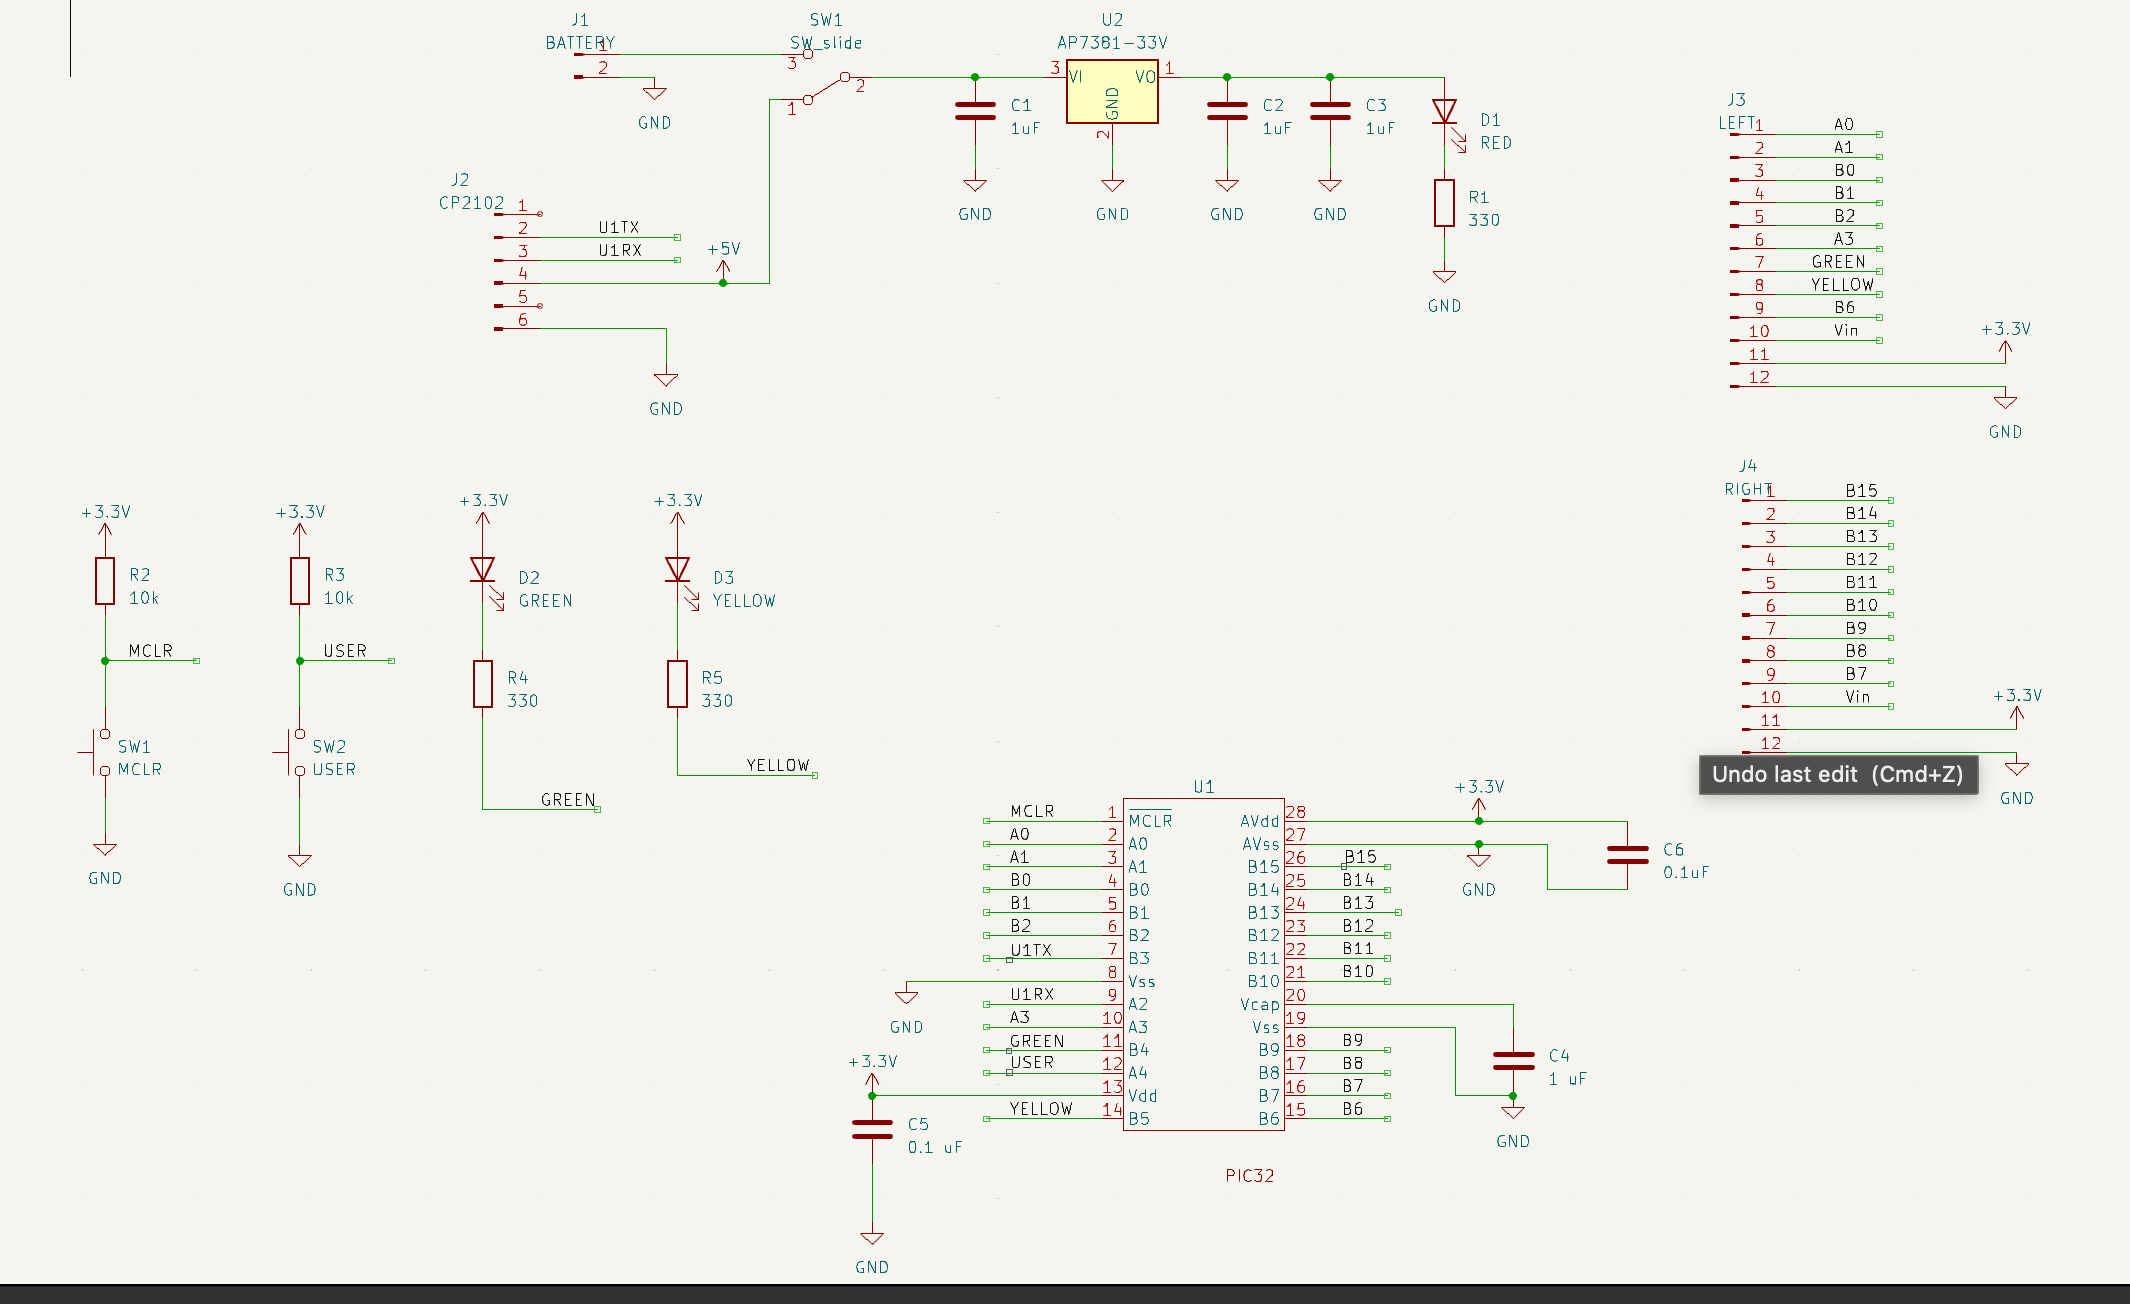 J1
BATTERY
1
2
GND
SW1
SW_slide
3
2
1
U2
AP7381-33V
3
VI
VO
1
GND
2
C1
1uF
C2
1uF
C3
1uF
D1
RED
R1
330
GND
GND
GND
GND
GND
J2
CP2102
1
2
U1TX
3
U1RX
4
+5V
5
6
GND
J3
LEFT
1
A0
2
A1
3
B0
4
B1
5
B2
6
A3
7
GREEN
8
YELLOW
9
B6
10
Vin
11
+3.3V
12
GND
J4
RIGHT
1
B15
2
B14
3
B13
4
B12
5
B11
6
B10
7
B9
8
B8
9
B7
10
Vin
11
+3.3V
12
GND
Undo last edit (Cmd+Z)
+3.3V
R2
10k
MCLR
SW1
MCLR
GND
+3.3V
R3
10k
USER
SW2
USER
GND
+3.3V
D2
GREEN
R4
330
GREEN
+3.3V
D3
YELLOW
R5
330
YELLOW
U1
MCLR
1
MCLR
A0
2
A0
A1
3
A1
B0
4
B0
B1
5
B1
B2
6
B2
U1TX
7
B3
8
Vss
GND
U1RX
9
A2
A3
10
A3
GREEN
11
B4
USER
12
A4
+3.3V
13
Vdd
YELLOW
14
B5
C5
0.1 uF
GND
AVdd
28
+3.3V
AVss
27
GND
C6
0.1uF
B15
26
B15
B14
25
B14
B13
24
B13
B12
23
B12
B11
22
B11
B10
21
B10
Vcap
20
Vss
19
B9
18
B9
B8
17
B8
B7
16
B7
B6
15
B6
C4
1 uF
GND
PIC32